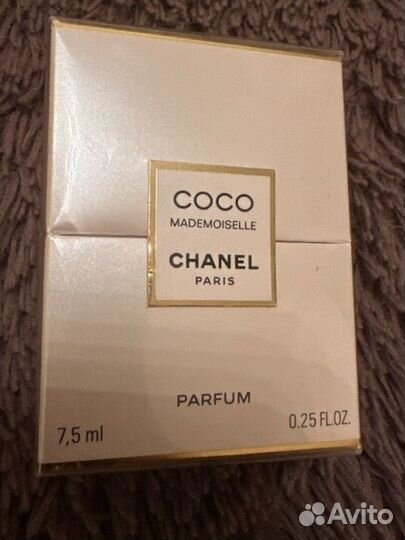 COCO
MADEMOISELLE
CHANEL
PARIS
PARFUM
7,5 ml
0.25 FL.OZ.
Avito